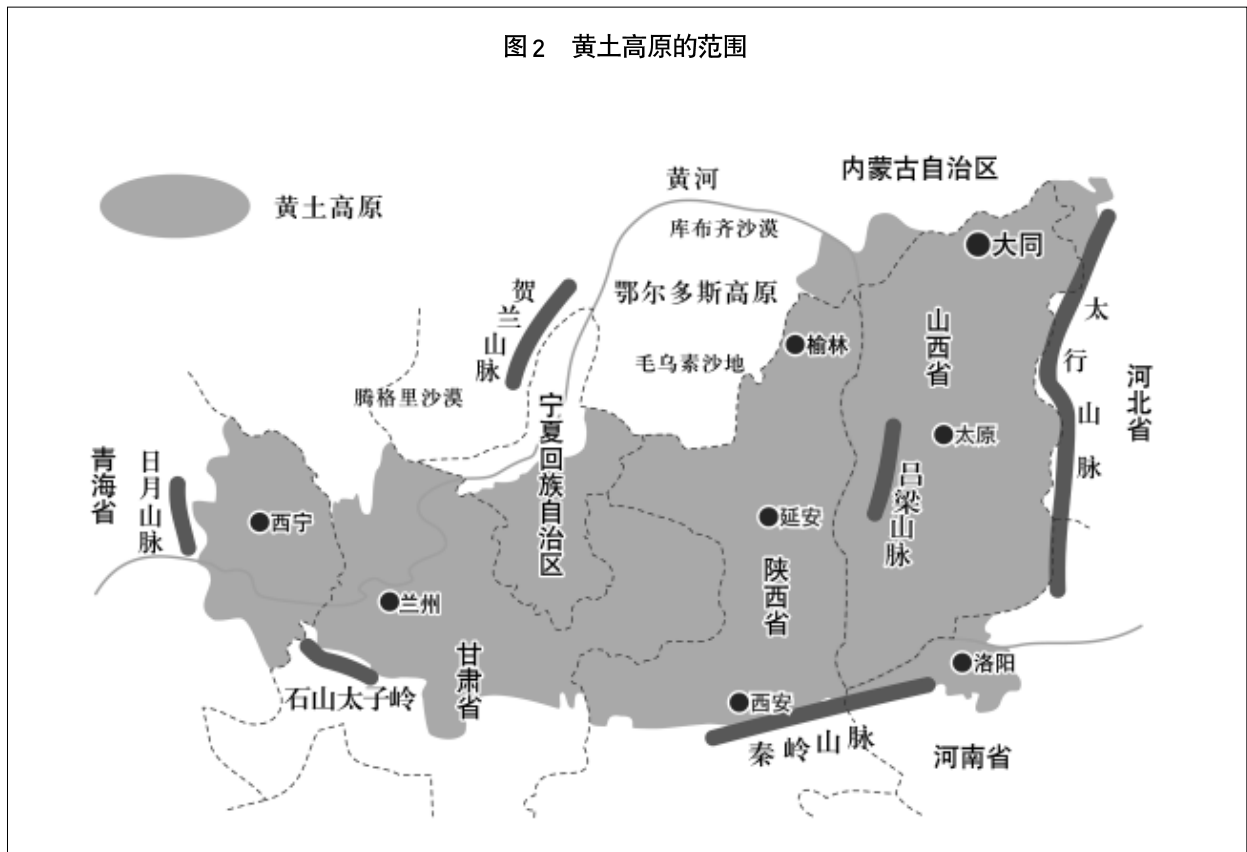 图2 黄土高原的范围
黄土高原
黄河
内蒙古自治区
库布齐沙漠
大同
贺兰山脉
鄂尔多斯高原
太行山脉
山西省
榆林
毛乌素沙地
河北省
腾格里沙漠
宁夏回族自治区
太原
青海省
日月山脉
吕梁山脉
西宁
延安
陕西省
兰州
甘肃省
洛阳
石山太子岭
西安
秦岭山脉
河南省